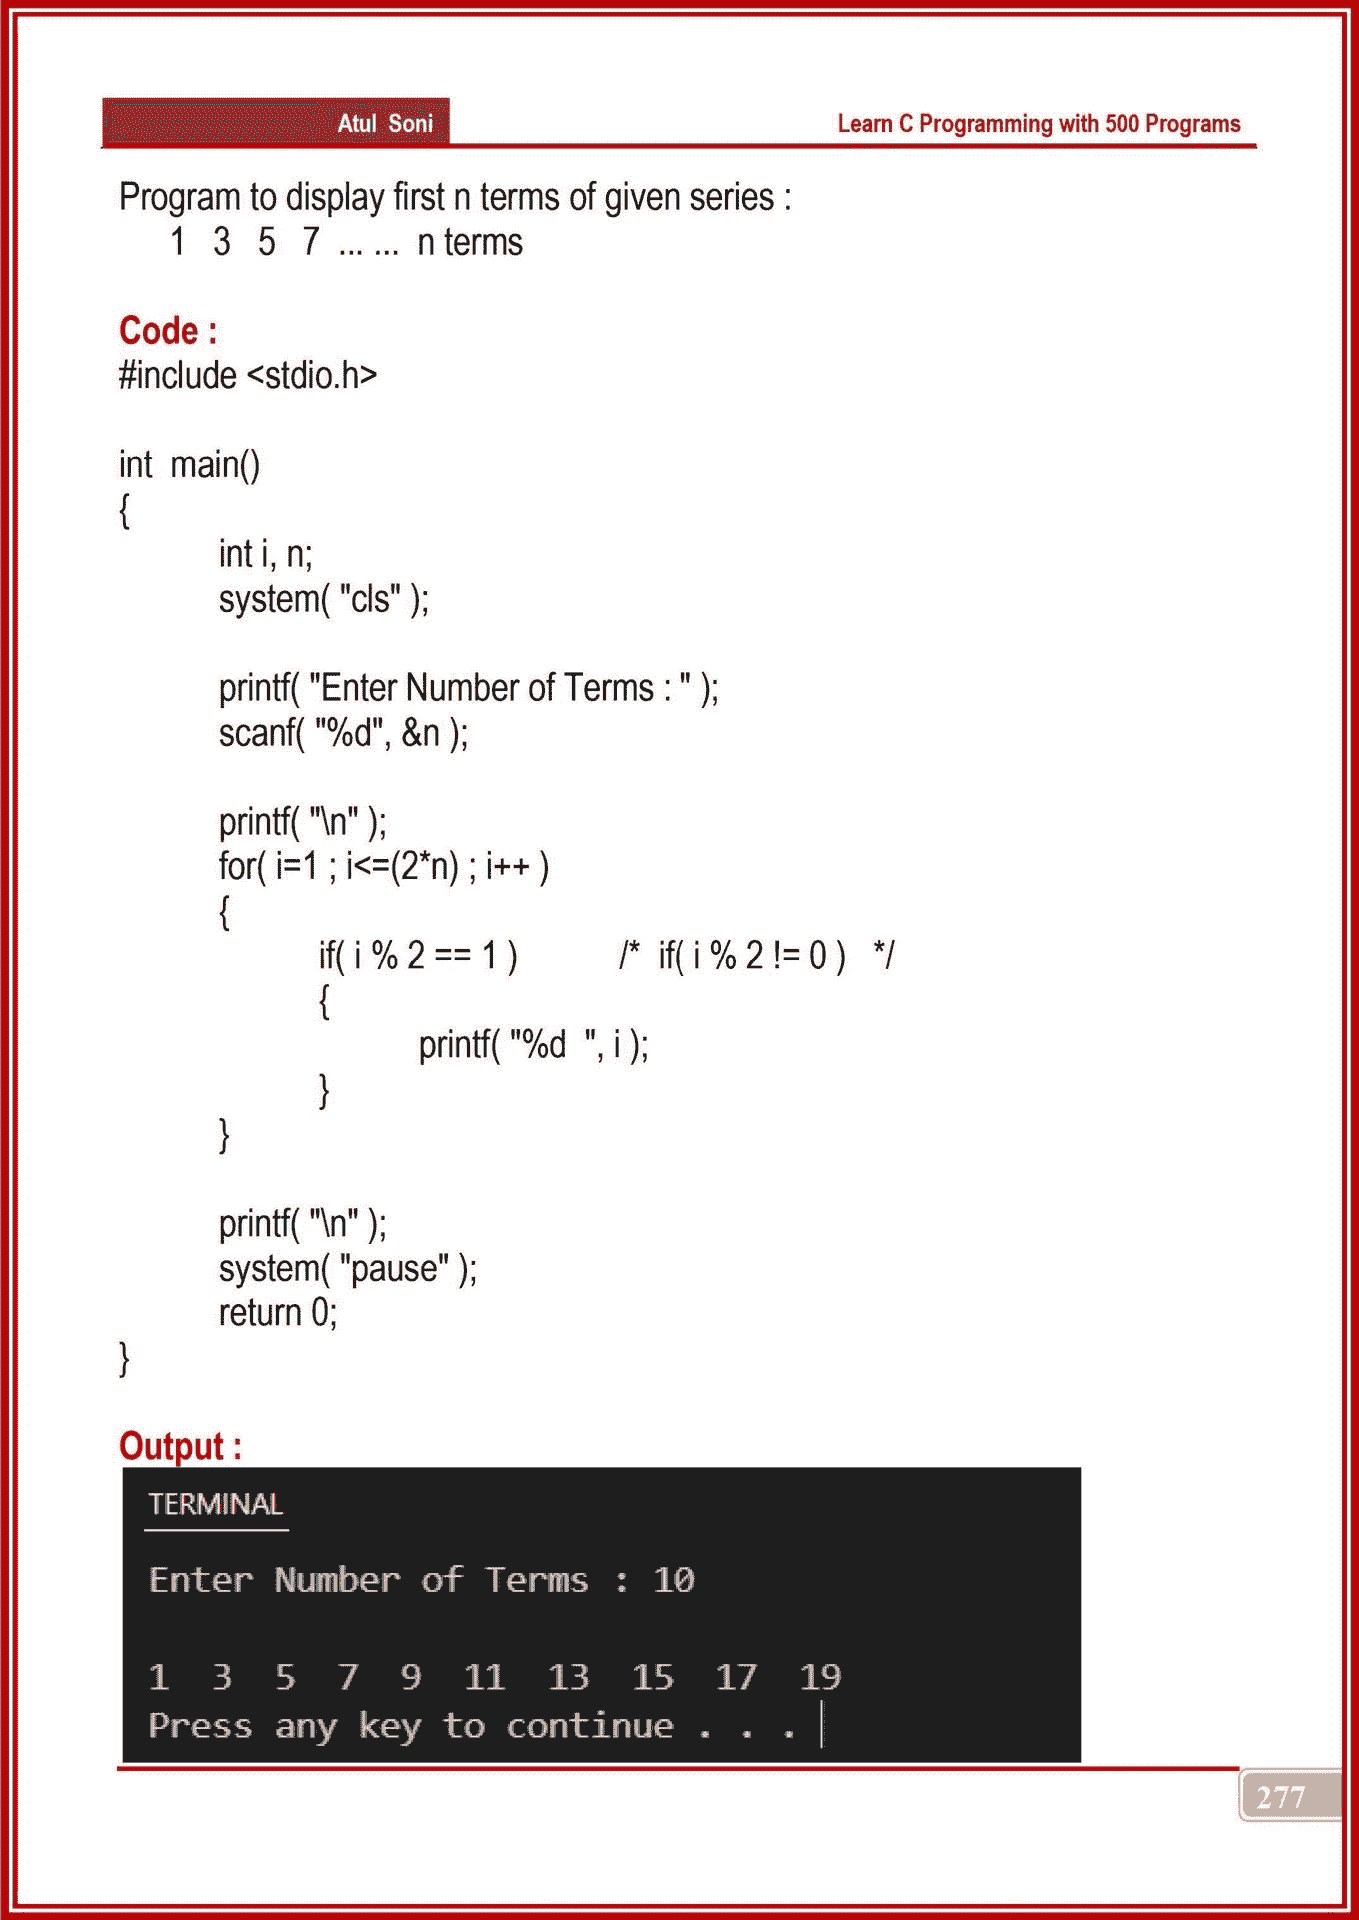 Atul Soni
Learn C Programming with 500 Programs
Program to display first n terms of given series :
1 3 5 7 ... ... n terms
Code :
#include <stdio.h>
int main()
{
int i, n;
system( "cls" );
printf( "Enter Number of Terms : " );
scanf( "%d", &n );
printf( "\n" );
for( i=1 ; i<=(2*n) ; i++ )
{
if( i % 2 == 1 ) /* if( i % 2 != 0 ) */
{
printf( "%d ", i );
}
}
printf( "\n" );
system( "pause" );
return 0;
}
Output :
TERMINAL
Enter Number of Terms : 10
1 3 5 7 9 11 13 15 17 19
Press any key to continue . . .
277